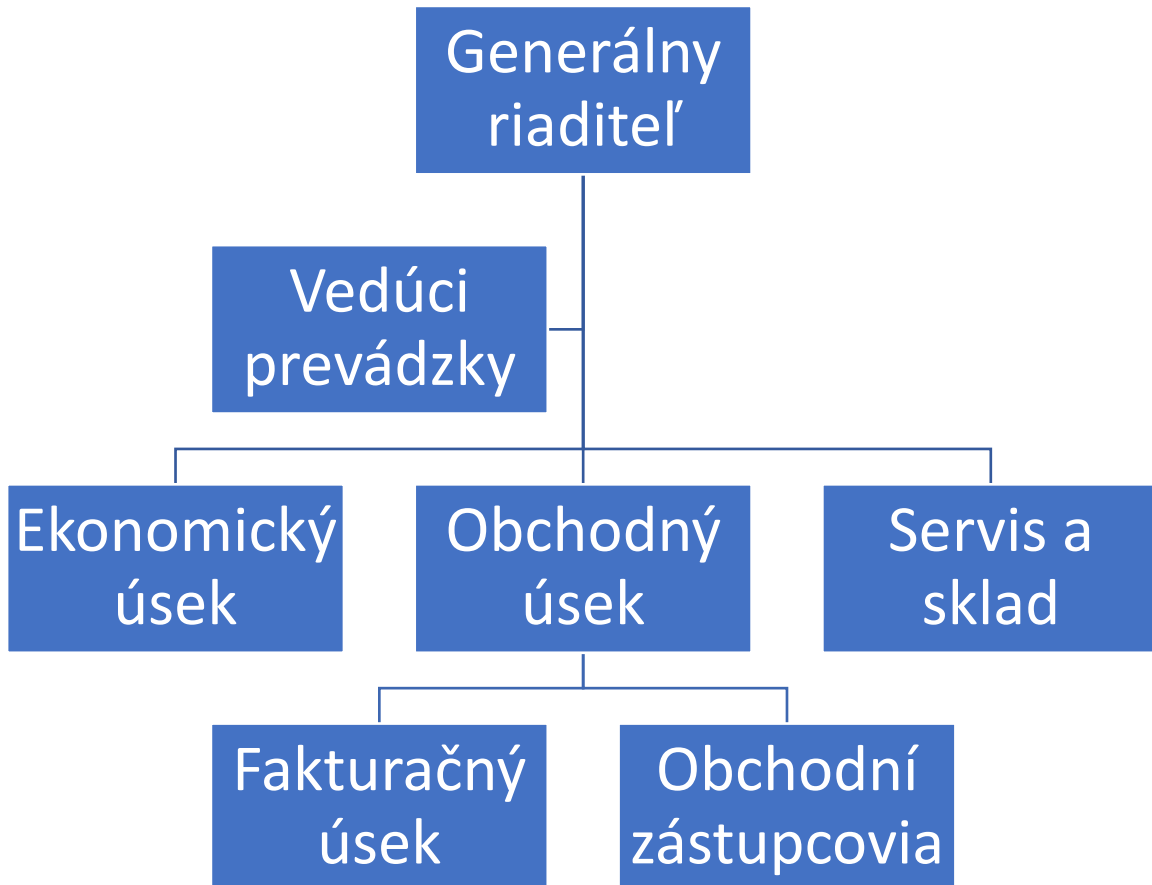 Generálny
riaditeľ
Vedúci
prevádzky
Ekonomický
úsek
Obchodný
úsek
Servis a
sklad
Fakturačný
úsek
Obchodní
zástupcovia